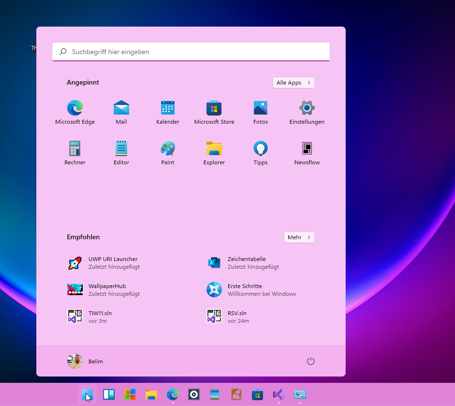 Th
Suchbegriff hier eingeben
Angepinnt
Alle Apps
Microsoft Edge
Mail
Kalender
Microsoft Store
Fotos
Einstellungen
Rechner
Editor
Paint
Explorer
Tipps
Newsflow
Empfohlen
Mehr
UWP URI Launcher
Zuletzt hinzugefügt
Zeichentabelle
Zuletzt hinzugefügt
WallpaperHub
Zuletzt hinzugefügt
Erste Schritte
Willkommen bei Windows
TIW11.sln
vor 3m
RSV.sln
vor 24m
Belim